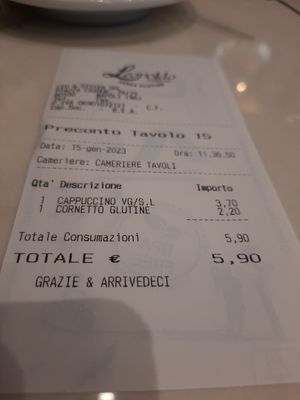 Preconto Tavolo 15
Data: 15-gen-2023 Ora: 11.36.50
Cameriere: CAMERIERE TAVOLI
Qta' Descrizione Importo
1 CAPPUCCINO VG/S.L 3,70
1 CORNETTO GLUTINE 2,20
Totale Consumazioni 5,90
TOTALE € 5,90
GRAZIE & ARRIVEDECI